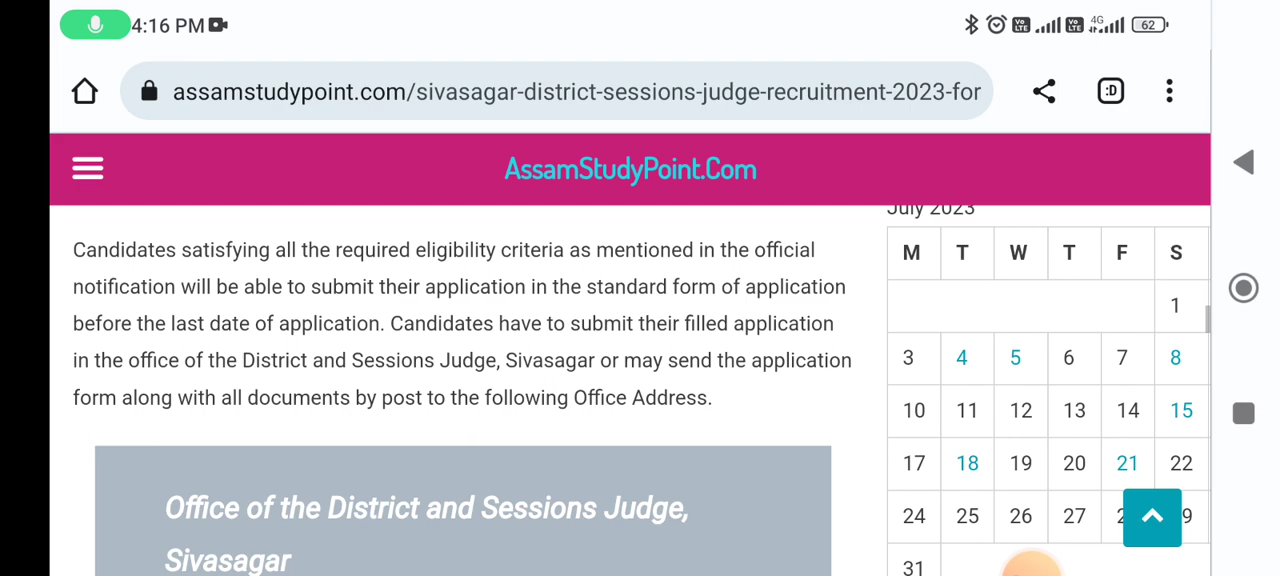 4:16 PM
4G
62
assamstudypoint.com/sivasagar-district-sessions-judge-recruitment-2023-for
:D
AssamStudyPoint.Com
July 2023
Candidates satisfying all the required eligibility criteria as mentioned in the official
notification will be able to submit their application in the standard form of application
before the last date of application. Candidates have to submit their filled application
in the office of the District and Sessions Judge, Sivasagar or may send the application
form along with all documents by post to the following Office Address.
Office of the District and Sessions Judge,
Sivasagar
M T W T F S
1
3 4 5 6 7 8
10 11 12 13 14 15
17 18 19 20 21 22
24 25 26 27
31